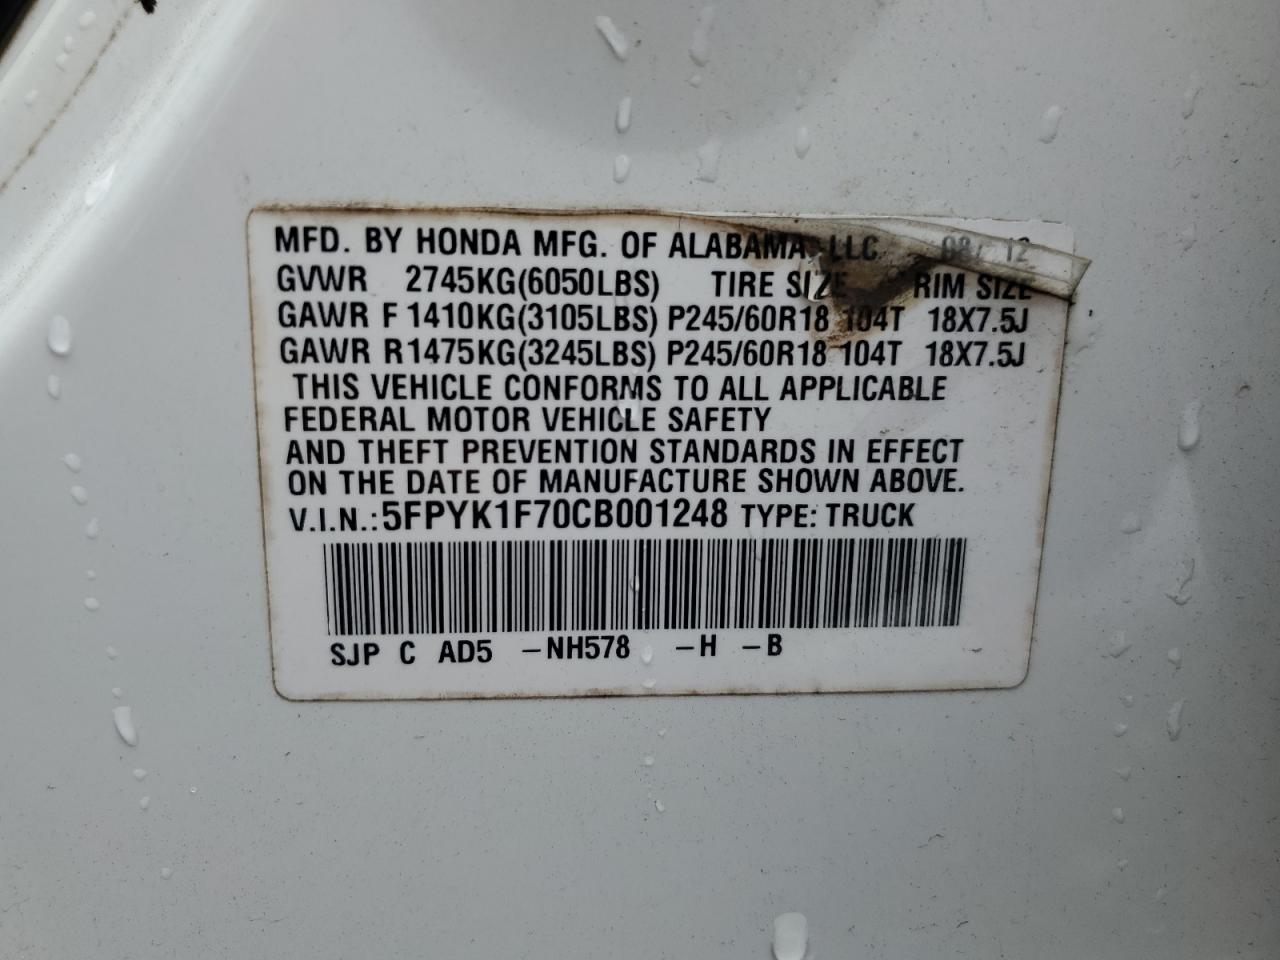 MFD. BY HONDA MFG. OF ALABAMA, LLC 08/12
GVWR 2745KG(6050LBS) TIRE SIZE RIM SIZE
GAWR F 1410KG(3105LBS) P245/60R18 104T 18X7.5J
GAWR R 1475KG(3245LBS) P245/60R18 104T 18X7.5J
THIS VEHICLE CONFORMS TO ALL APPLICABLE
FEDERAL MOTOR VEHICLE SAFETY
AND THEFT PREVENTION STANDARDS IN EFFECT
ON THE DATE OF MANUFACTURE SHOWN ABOVE.
V.I.N.: 5FPYK1F70CB001248 TYPE: TRUCK
SJP C AD5 -NH578 -H -B